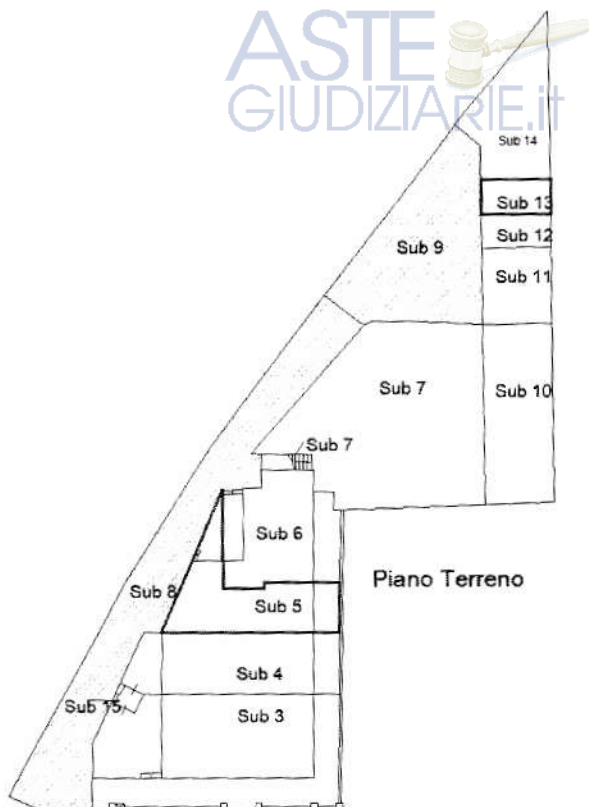 ASTE
GIUDIZIARIE.it
Sub 14
Sub 13
Sub 12
Sub 9
Sub 11
Sub 7
Sub 10
Sub 7
Sub 6
Piano Terreno
Sub 8
Sub 5
Sub 4
Sub 15
Sub 3